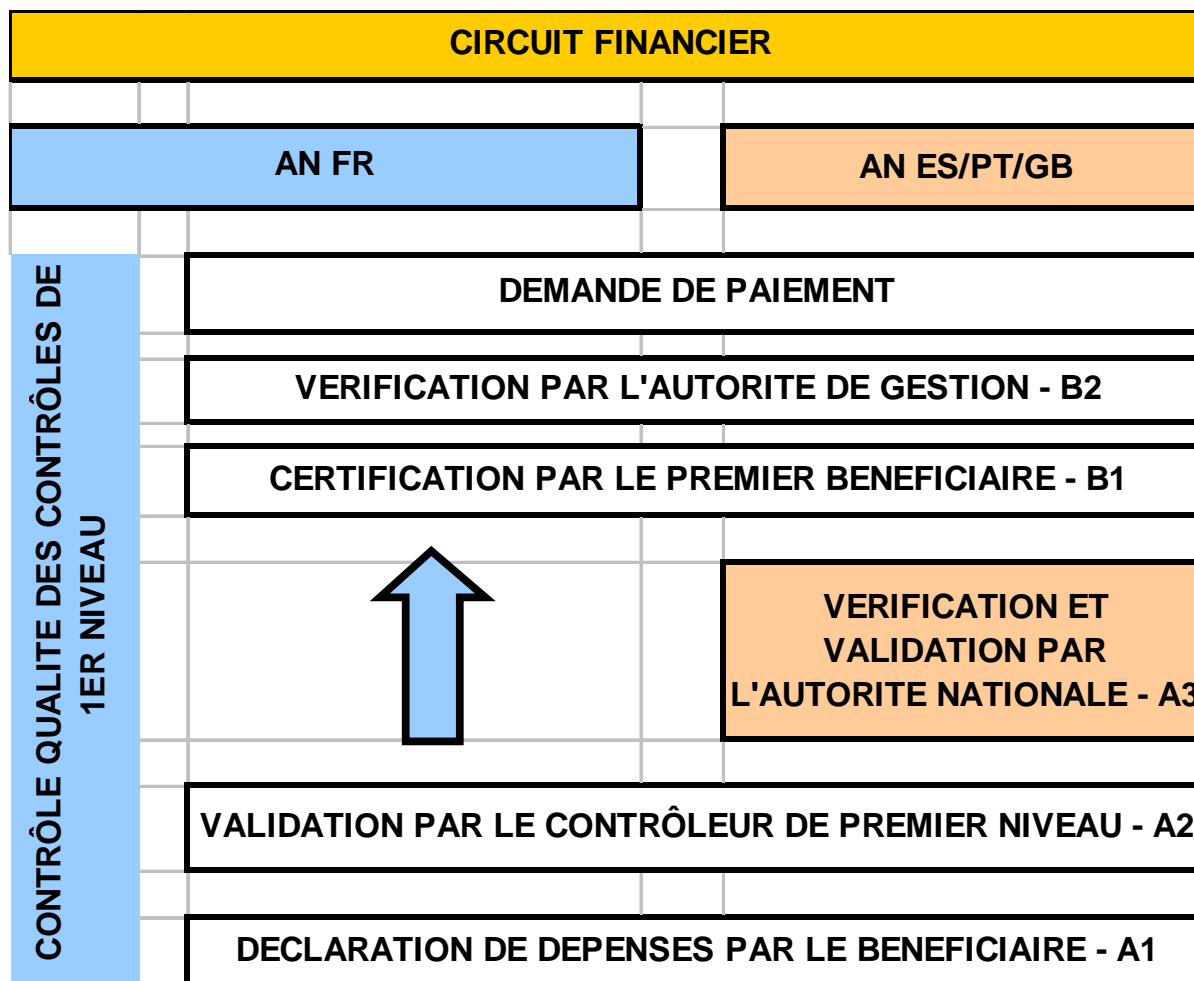 CIRCUIT FINANCIER
AN FR
AN ES/PT/GB
CONTRÔLE QUALITE DES CONTRÔLES DE
1ER NIVEAU
DEMANDE DE PAIEMENT
VERIFICATION PAR L'AUTORITE DE GESTION - B2
CERTIFICATION PAR LE PREMIER BENEFICIAIRE - B1
VERIFICATION ET
VALIDATION PAR
L'AUTORITE NATIONALE - A3
VALIDATION PAR LE CONTRÔLEUR DE PREMIER NIVEAU - A2
DECLARATION DE DEPENSES PAR LE BENEFICIAIRE - A1